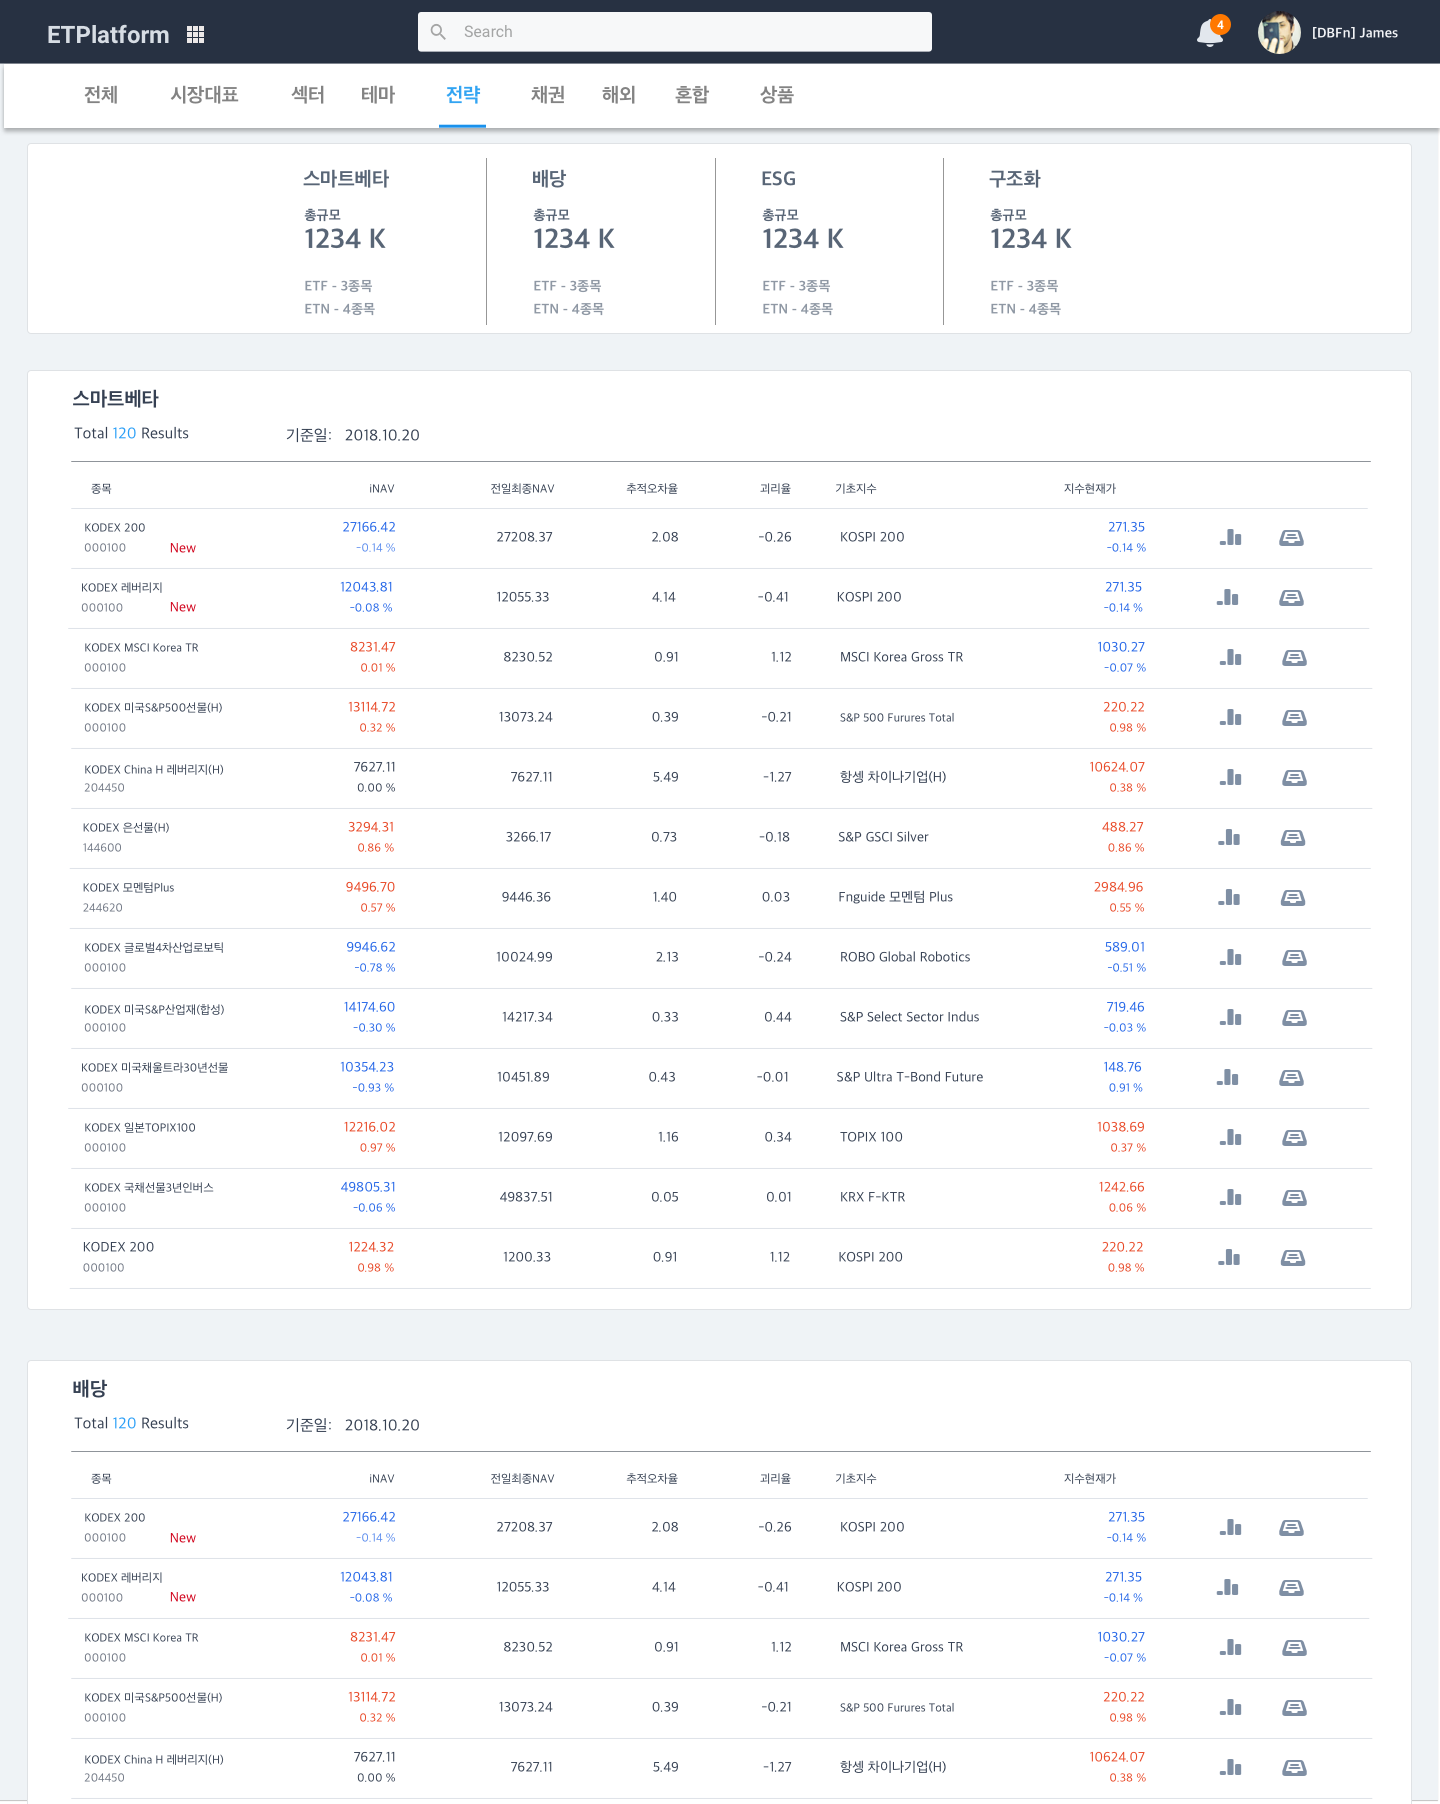 ETPlatform
Search
4
[DBFn] James
전체 시장대표 섹터 테마 전략 채권 해외 혼합 상품
스마트베타 배당 ESG 구조화
총규모 총규모 총규모 총규모
1234 K 1234 K 1234 K 1234 K
ETF - 3종목 ETF - 3종목 ETF - 3종목 ETF - 3종목
ETN - 4종목 ETN - 4종목 ETN - 4종목 ETN - 4종목
스마트베타
Total 120 Results 기준일: 2018.10.20
종목 iNAV 전일최종NAV 추적오차율 괴리율 기초지수 지수현재가
KODEX 200 27166.42 27208.37 2.08 -0.26 KOSPI 200 271.35
000100 New -0.14 % -0.14 %
KODEX 레버리지 12043.81 12055.33 4.14 -0.41 KOSPI 200 271.35
000100 New -0.08 % -0.14 %
KODEX MSCI Korea TR 8231.47 8230.52 0.91 1.12 MSCI Korea Gross TR 1030.27
000100 0.01 % -0.07 %
KODEX 미국S&P500선물(H) 13114.72 13073.24 0.39 -0.21 S&P 500 Furures Total 220.22
000100 0.32 % 0.98 %
KODEX China H 레버리지(H) 7627.11 7627.11 5.49 -1.27 항셍 차이나기업(H) 10624.07
204450 0.00 % 0.38 %
KODEX 은선물(H) 3294.31 3266.17 0.73 -0.18 S&P GSCI Silver 488.27
144600 0.86 % 0.86 %
KODEX 모멘텀Plus 9496.70 9446.36 1.40 0.03 Fnguide 모멘텀 Plus 2984.96
244620 0.57 % 0.55 %
KODEX 글로벌4차산업로보틱 9946.62 10024.99 2.13 -0.24 ROBO Global Robotics 589.01
000100 -0.78 % -0.51 %
KODEX 미국S&P산업재(합성) 14174.60 14217.34 0.33 0.44 S&P Select Sector Indus 719.46
000100 -0.30 % -0.03 %
KODEX 미국채울트라30년선물 10354.23 10451.89 0.43 -0.01 S&P Ultra T-Bond Future 148.76
000100 -0.93 % 0.91 %
KODEX 일본TOPIX100 12216.02 12097.69 1.16 0.34 TOPIX 100 1038.69
000100 0.97 % 0.37 %
KODEX 국채선물3년인버스 49805.31 49837.51 0.05 0.01 KRX F-KTR 1242.66
000100 -0.06 % 0.06 %
KODEX 200 1224.32 1200.33 0.91 1.12 KOSPI 200 220.22
000100 0.98 % 0.98 %
배당
Total 120 Results 기준일: 2018.10.20
종목 iNAV 전일최종NAV 추적오차율 괴리율 기초지수 지수현재가
KODEX 200 27166.42 27208.37 2.08 -0.26 KOSPI 200 271.35
000100 New -0.14 % -0.14 %
KODEX 레버리지 12043.81 12055.33 4.14 -0.41 KOSPI 200 271.35
000100 New -0.08 % -0.14 %
KODEX MSCI Korea TR 8231.47 8230.52 0.91 1.12 MSCI Korea Gross TR 1030.27
000100 0.01 % -0.07 %
KODEX 미국S&P500선물(H) 13114.72 13073.24 0.39 -0.21 S&P 500 Furures Total 220.22
000100 0.32 % 0.98 %
KODEX China H 레버리지(H) 7627.11 7627.11 5.49 -1.27 항셍 차이나기업(H) 10624.07
204450 0.00 % 0.38 %